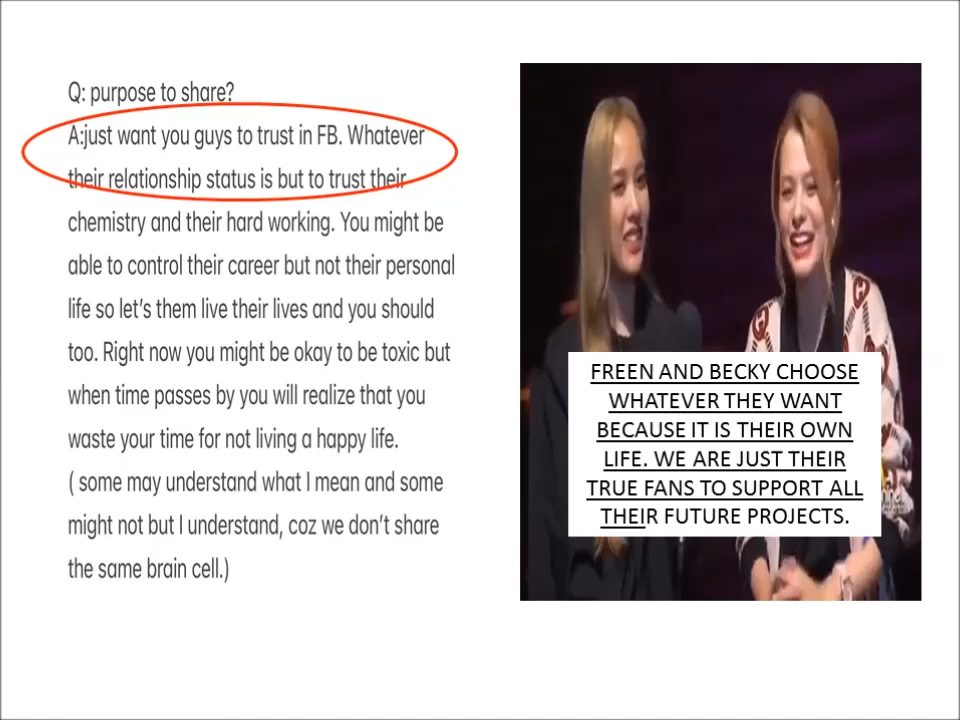 Q: purpose to share?
A:just want you guys to trust in FB. Whatever
their relationship status is but to trust their
chemistry and their hard working. You might be
able to control their career but not their personal
life so let's them live their lives and you should
too. Right now you might be okay to be toxic but
when time passes by you will realize that you
waste your time for not living a happy life.
( some may understand what I mean and some
might not but I understand, coz we don't share
the same brain cell.)
FREEN AND BECKY CHOOSE
WHATEVER THEY WANT
BECAUSE IT IS THEIR OWN
LIFE. WE ARE JUST THEIR
TRUE FANS TO SUPPORT ALL
THEIR FUTURE PROJECTS.